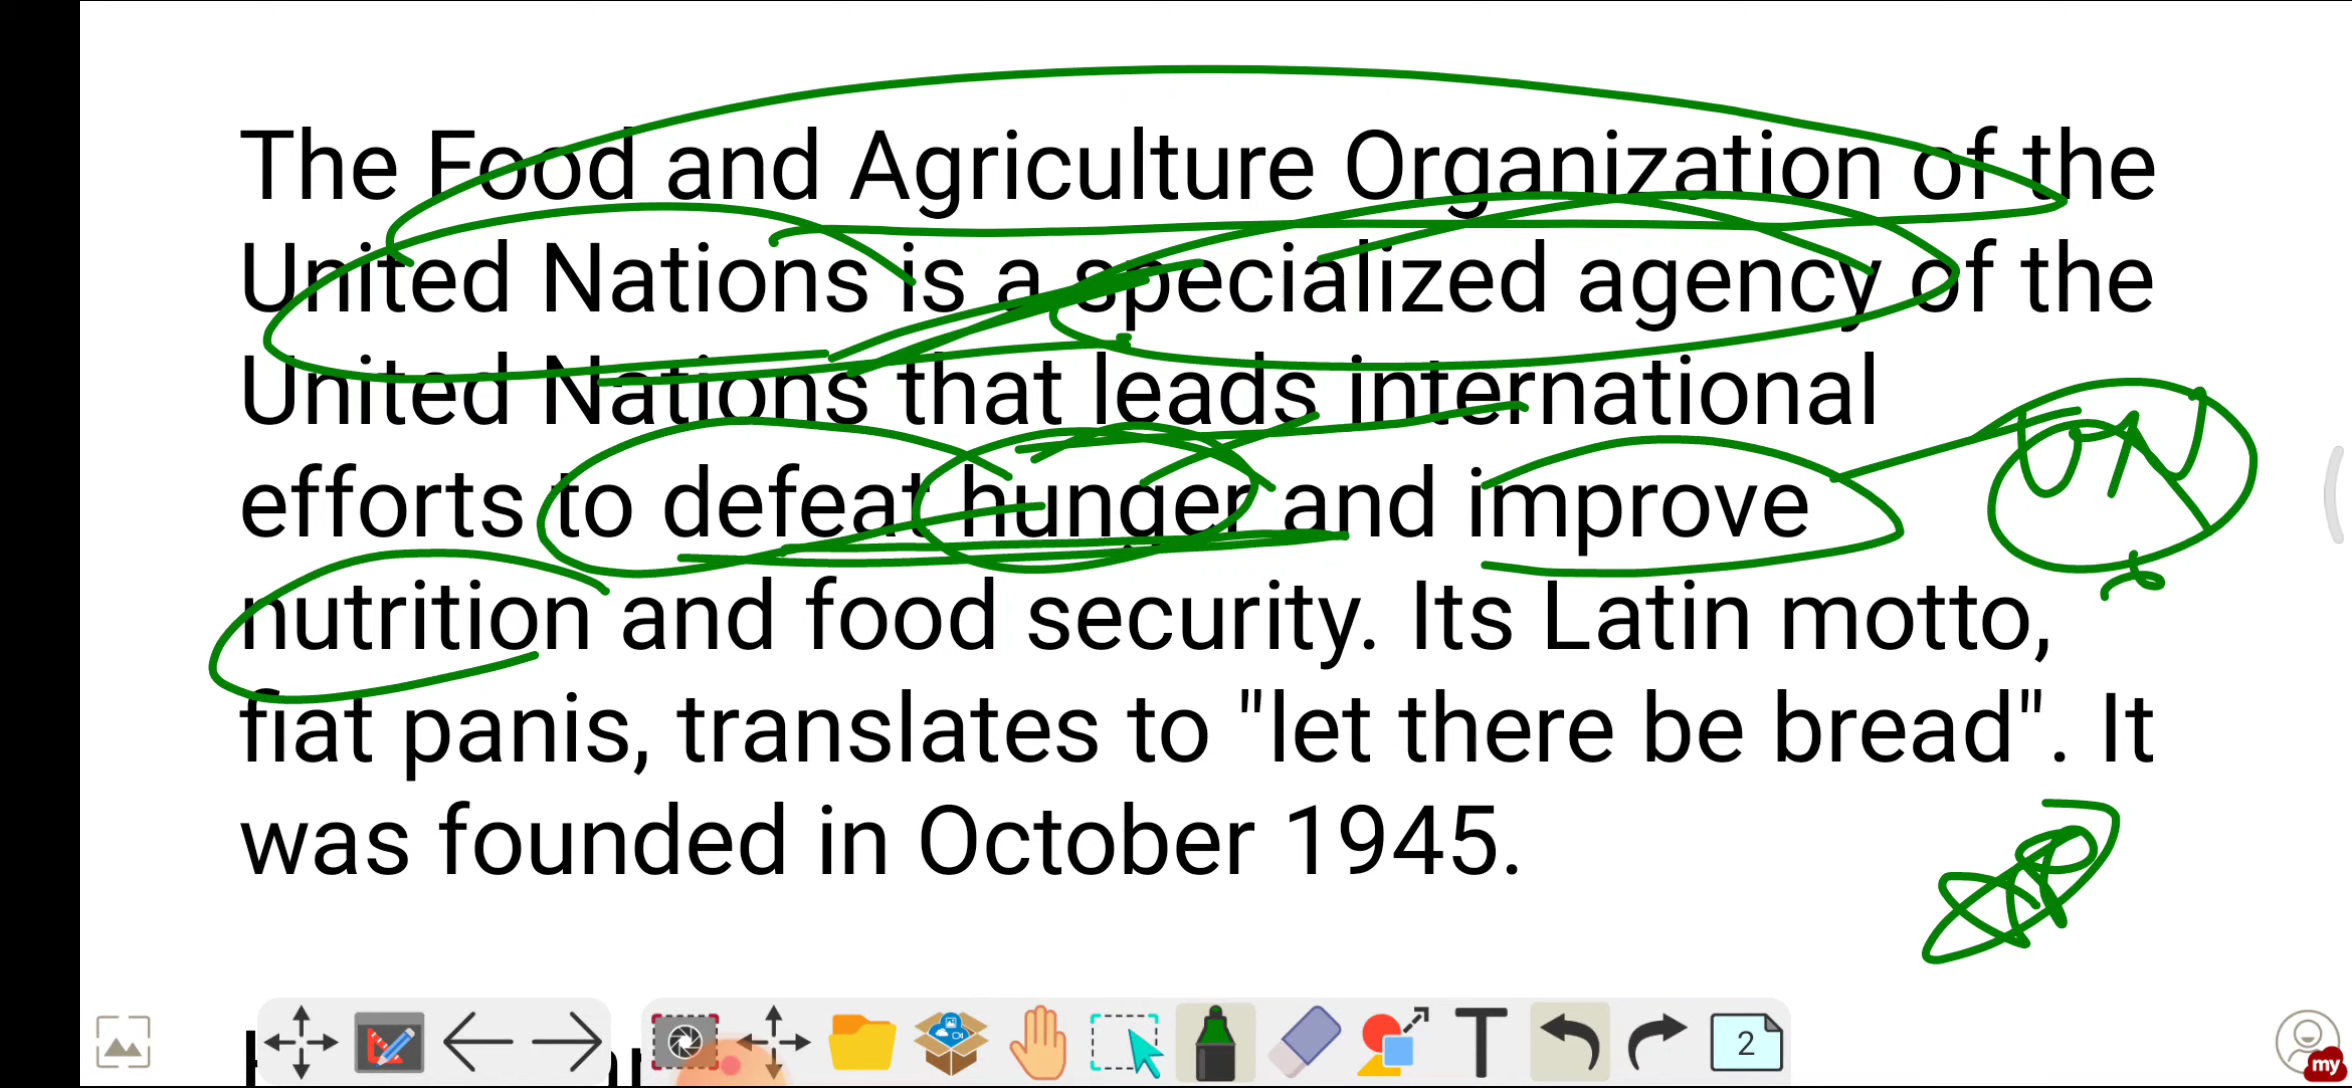 The Food and Agriculture Organization of the
United Nations is a specialized agency of the
United Nations that leads international
efforts to defeat hunger and improve
UN
nutrition and food security. Its Latin motto,
fiat panis, translates to "let there be bread". It
was founded in October 1945.
2
my